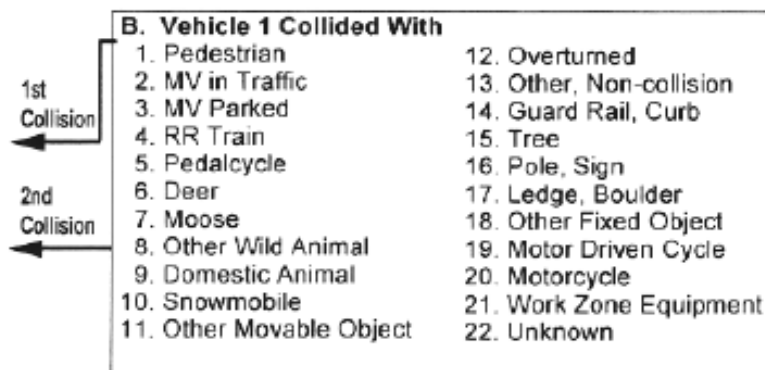 B. Vehicle 1 Collided With
1. Pedestrian
2. MV in Traffic
3. MV Parked
4. RR Train
5. Pedalcycle
6. Deer
7. Moose
8. Other Wild Animal
9. Domestic Animal
10. Snowmobile
11. Other Movable Object
12. Overturned
13. Other, Non-collision
14. Guard Rail, Curb
15. Tree
16. Pole, Sign
17. Ledge, Boulder
18. Other Fixed Object
19. Motor Driven Cycle
20. Motorcycle
21. Work Zone Equipment
22. Unknown
1st
Collision
2nd
Collision